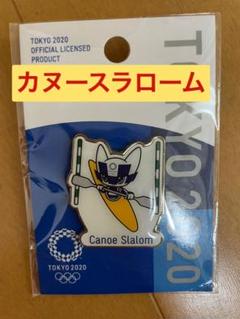 TOKYO 2020
OFFICIAL LICENSED
PRODUCT
カヌースラローム
TOKYO 2020
Canoe Slalom
TOKYO 2020